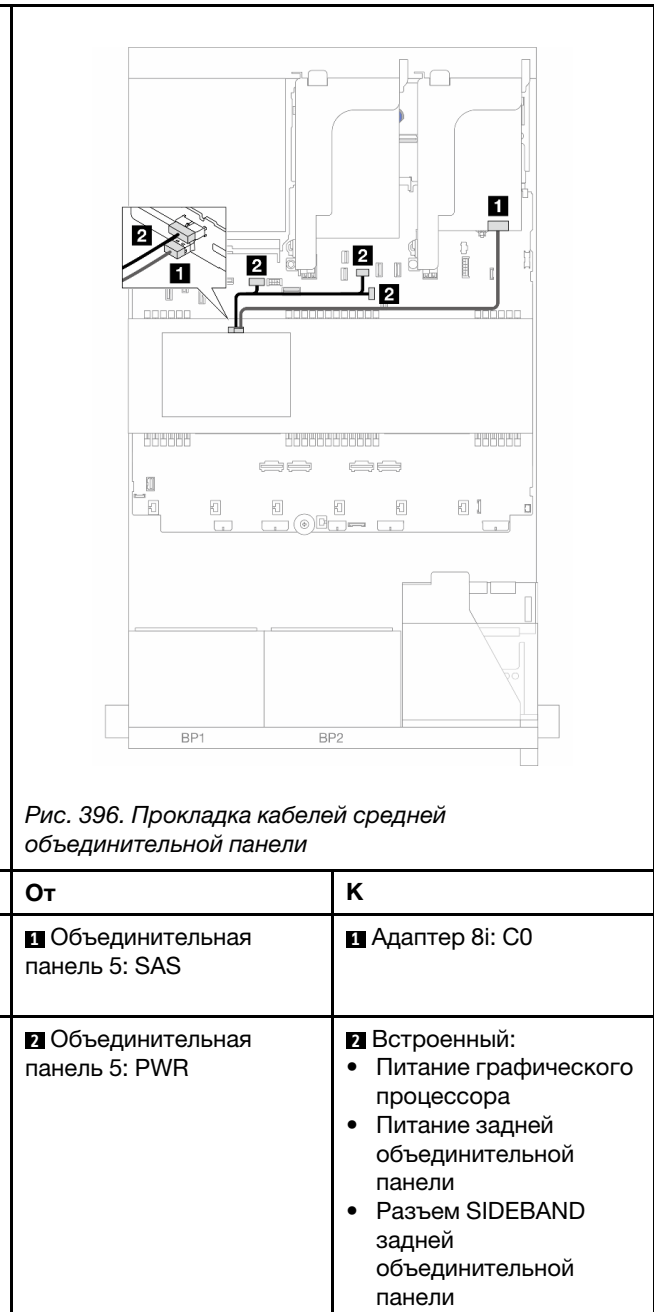 1
2
2
2
2
1
BP1
BP2
Рис. 396. Прокладка кабелей средней
объединительной панели
От
К
1 Объединительная
панель 5: SAS
1 Адаптер 8i: C0
2 Объединительная
панель 5: PWR
2 Встроенный:
• Питание графического
процессора
• Питание задней
объединительной
панели
• Разъем SIDEBAND
задней
объединительной
панели